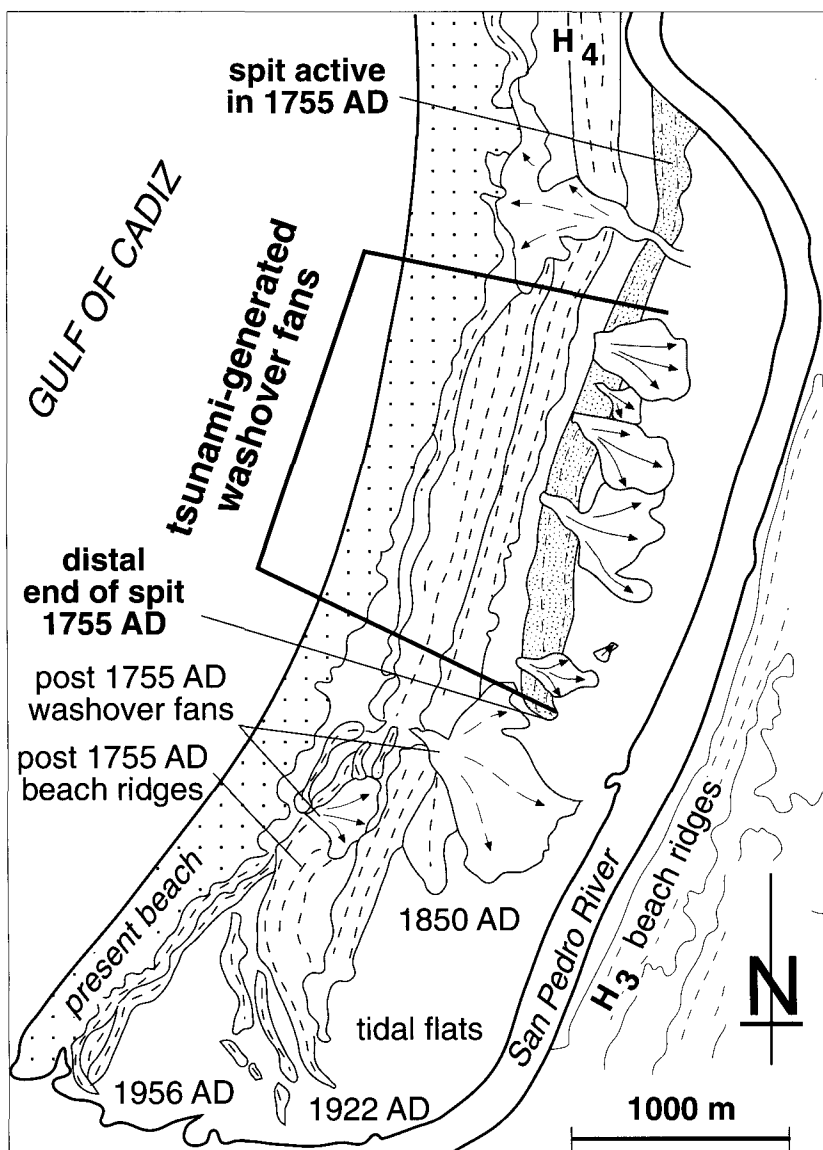 H4
spit active
in 1755 AD
GULF OF CADIZ
tsunami-generated
washover fans
distal
end of spit
1755 AD
post 1755 AD
washover fans
post 1755 AD
beach ridges
present beach
1850 AD
tidal flats
San Pedro River
H3 beach ridges
N
1956 AD
1922 AD
1000 m